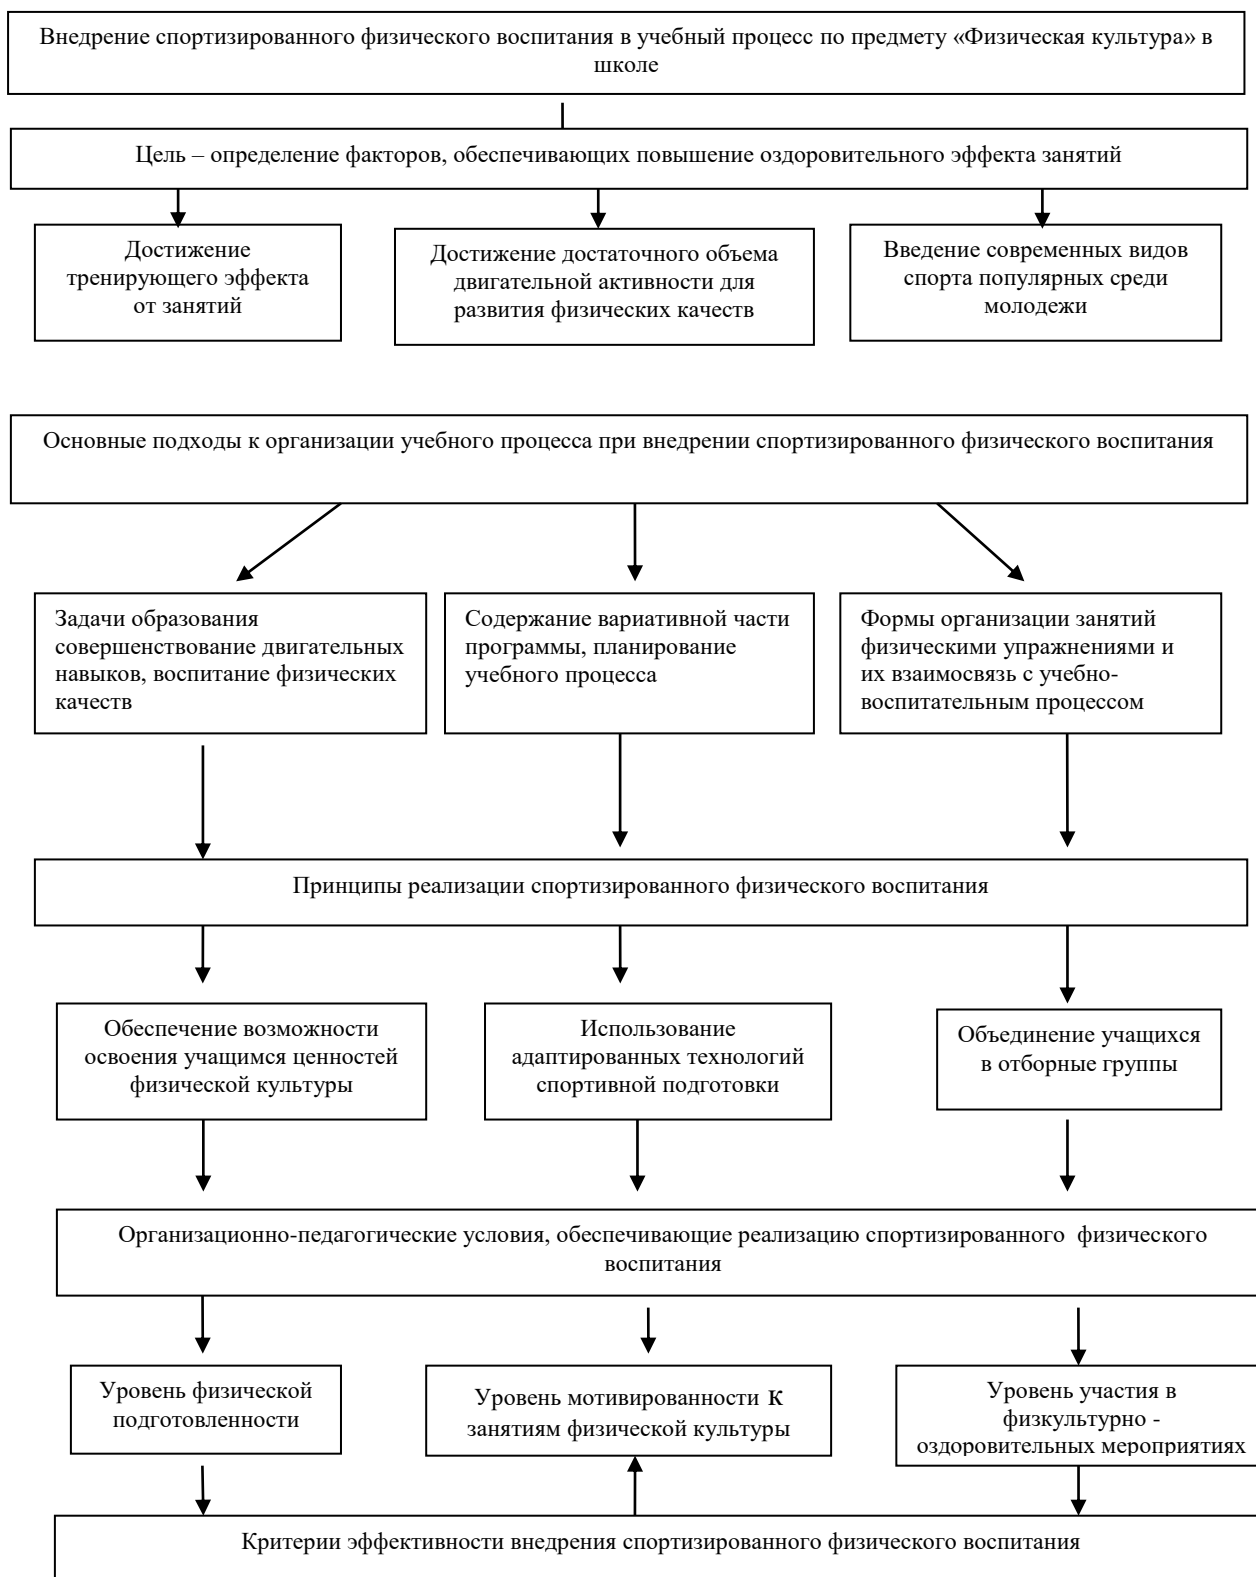 Внедрение спортизированного физического воспитания в учебный процесс по предмету «Физическая культура» в
школе
Цель – определение факторов, обеспечивающих повышение оздоровительного эффекта занятий
Достижение
тренирующего эффекта
от занятий
Достижение достаточного объема
двигательной активности для
развития физических качеств
Введение современных видов
спорта популярных среди
молодежи
Основные подходы к организации учебного процесса при внедрении спортизированного физического воспитания
Задачи образования
совершенствование двигательных
навыков, воспитание физических
качеств
Содержание вариативной части
программы, планирование
учебного процесса
Формы организации занятий
физическими упражнениями и
их взаимосвязь с учебно-
воспитательным процессом
Принципы реализации спортизированного физического воспитания
Обеспечение возможности
освоения учащимся ценностей
физической культуры
Использование
адаптированных технологий
спортивной подготовки
Объединение учащихся
в отборные группы
Организационно-педагогические условия, обеспечивающие реализацию спортизированного физического
воспитания
Уровень физической
подготовленности
Уровень мотивированности к
занятиям физической культуры
Уровень участия в
физкультурно -
оздоровительных мероприятиях
Критерии эффективности внедрения спортизированного физического воспитания